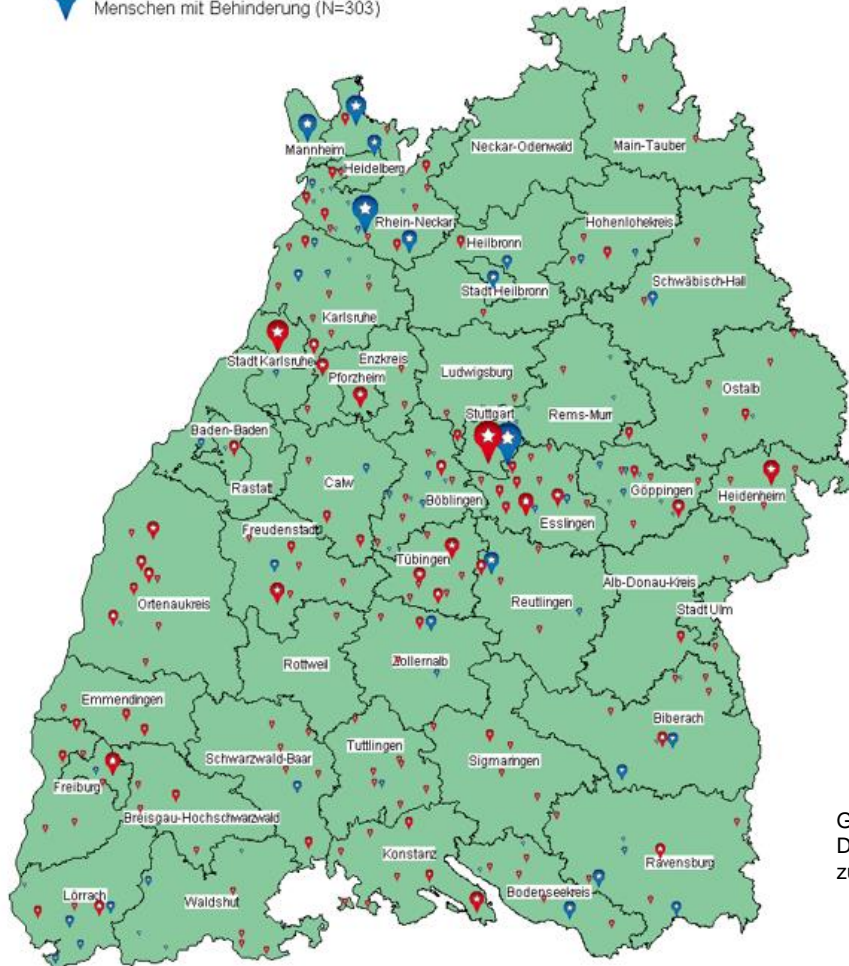 Menschen mit Behinderung (N=303)
Mannheim
Heidelberg
Neckar-Odenwald
Main-Tauber
Rhein-Neckar
Hohenlohekreis
Heilbronn
Stadt Heilbronn
Schwäbisch-Hall
Karlsruhe
Stadt Karlsruhe
Enzkreis
Pforzheim
Ludwigsburg
Ostalb
Stuttgart
Rems-Murr
Baden-Baden
Rastatt
Calw
Böblingen
Göppingen
Heidenheim
Esslingen
Freudenstadt
Tübingen
Alb-Donau-Kreis
Ortenaukreis
Reutlingen
Stadt Ulm
Rottweil
Zollernalb
Emmendingen
Biberach
Schwarzwald-Baar
Tuttlingen
Sigmaringen
Freiburg
Breisgau-Hochschwarzwald
Konstanz
Ravensburg
Lörrach
Waldshut
Bodenseekreis
G
D
zu